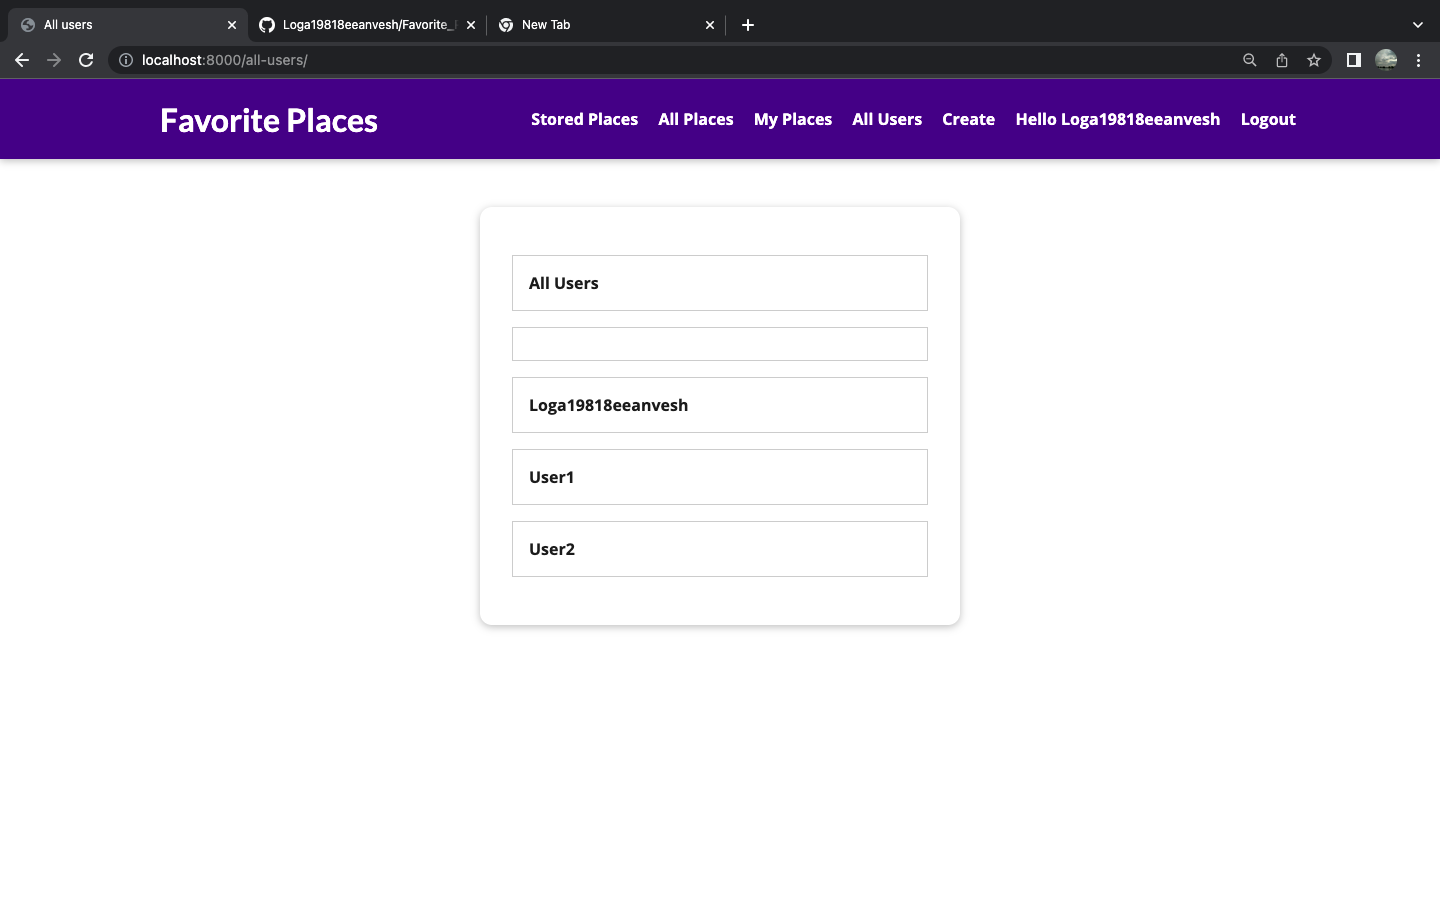 All users
Loga19818eeanvesh/Favorite_
New Tab
localhost:8000/all-users/
Favorite Places
Stored Places All Places My Places All Users Create Hello Loga19818eeanvesh Logout
All Users
Loga19818eeanvesh
User1
User2